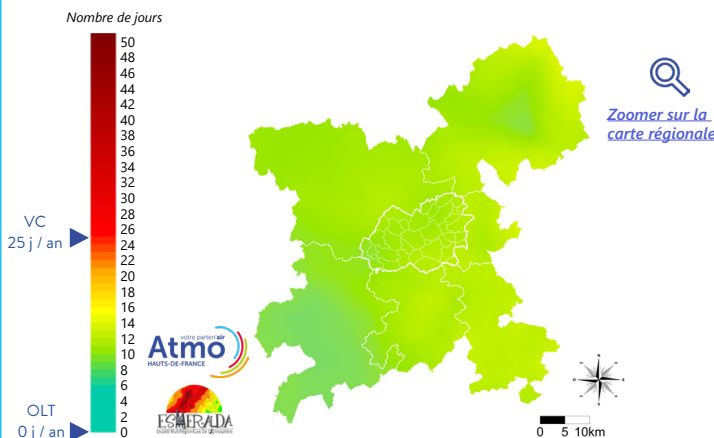 Nombre de jours
50
48
46
44
42
40
38
36
34
32
30
28
26
24
22
20
18
16
14
12
10
8
6
4
2
0
VC
25 j / an
OLT
0 j / an
votre parten'air
Atmo
HAUTS-DE-FRANCE
ESMERALDA
Zoomer sur la
carte régionale
N
O
E
S
0 5 10km